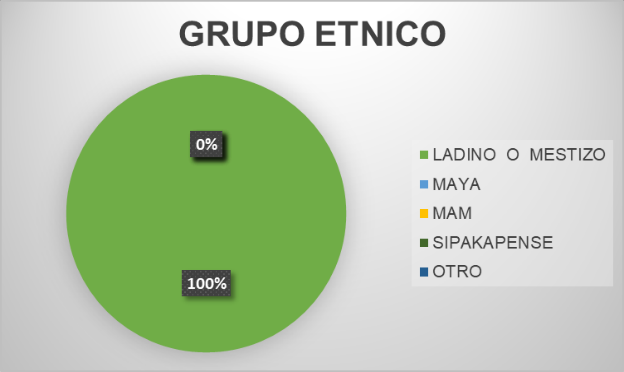 GRUPO ETNICO
0%
100%
LADINO O MESTIZO
MAYA
MAM
SIPAKAPENSE
OTRO